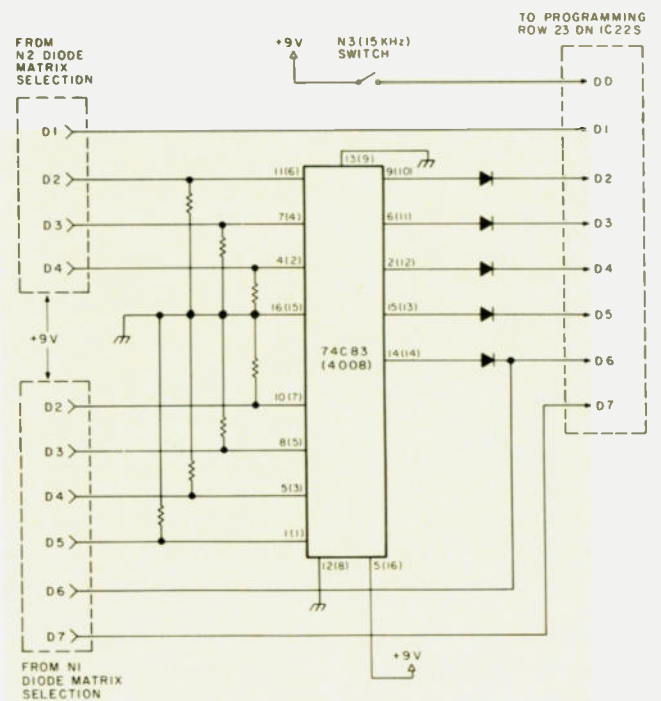 TO PROGRAMMING
ROW 23 ON IC22S
FROM
N2 DIODE
MATRIX
SELECTION
+9V
N3 (15KHz)
SWITCH
D0
D1
D1
13(9)
D2
11(6)
9(10)
D2
D3
7(4)
6(11)
D3
D4
4(2)
2(12)
D4
16(15)
15(13)
D5
+9V
74C83
(4008)
14(14)
D6
D2
10(7)
D7
D3
8(5)
D4
5(3)
D5
1(1)
12(8)
5(16)
D6
D7
+9V
FROM N1
DIODE MATRIX
SELECTION